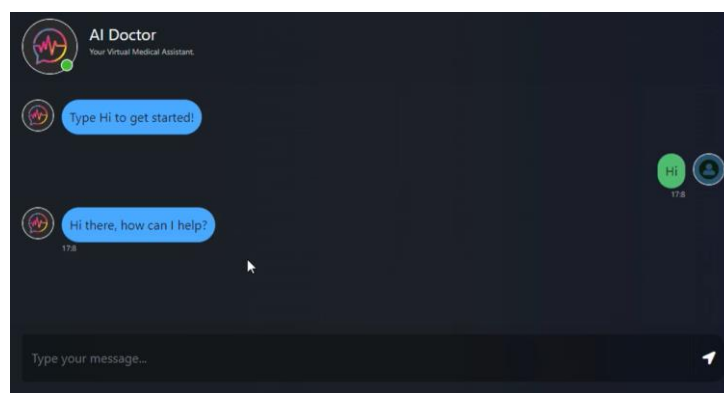 AI Doctor
Your Virtual Medical Assistant.
Type Hi to get started!
Hi
17:8
Hi there, how can I help?
17:8
Type your message...